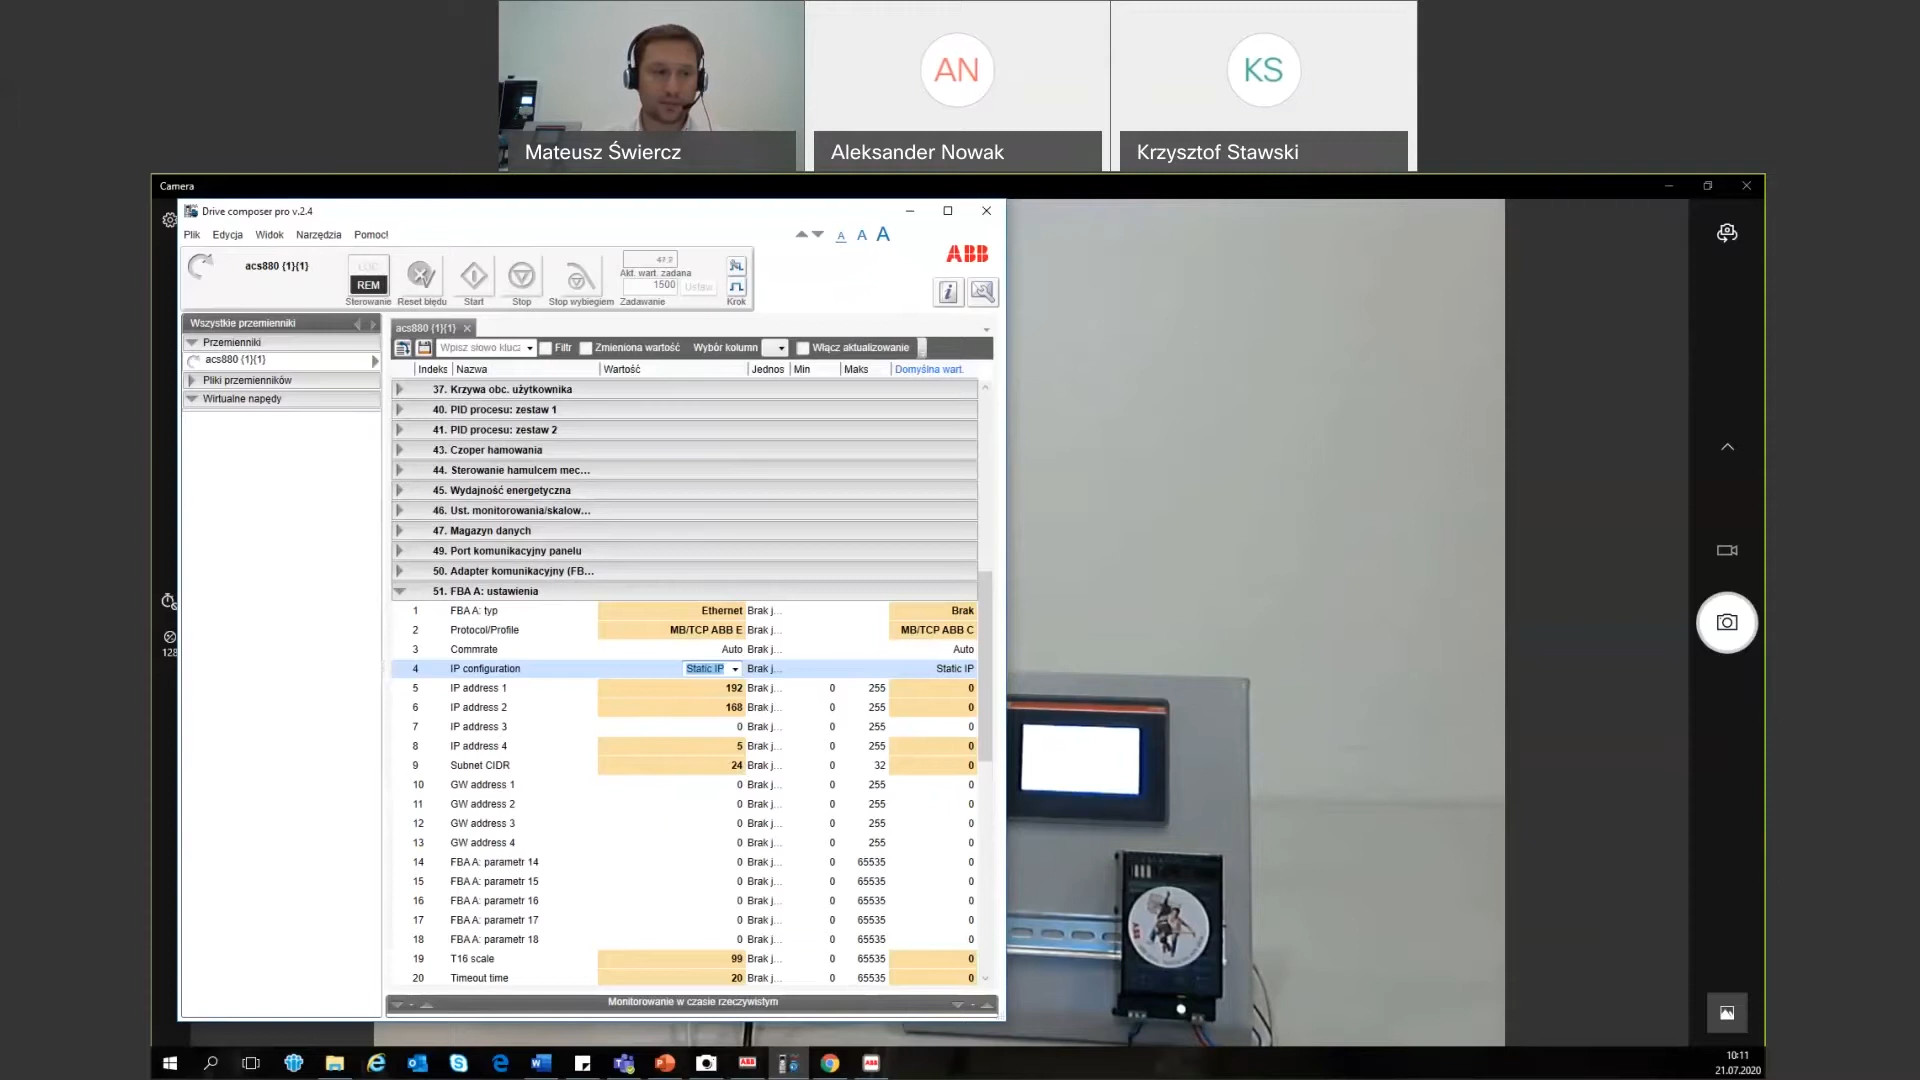 AN
KS
Mateusz Świercz
Aleksander Nowak
Krzysztof Stawski
Camera
Drive composer pro v.2.4
Plik Edycja Widok Narzędzia Pomoc!
A A A
ABB
acs880 {1}{1}
LOC
REM
47.2
Akt. wart. zadana
1500 Ustaw
Sterowanie Reset błędu Start Stop Stop wybiegiem Zadawanie Krok
Wszystkie przemienniki
Przemienniki
acs880 {1}{1}
Pliki przemienników
Wirtualne napędy
acs880 {1}{1}
Wpisz słowo klucz Filtr Zmieniona wartość Wybór kolumn Włącz aktualizowanie
Indeks Nazwa Wartość Jednos Min Maks Domyślna wart.
37. Krzywa obc. użytkownika
40. PID procesu: zestaw 1
41. PID procesu: zestaw 2
43. Czoper hamowania
44. Sterowanie hamulcem mec...
45. Wydajność energetyczna
46. Ust. monitorowania/skalow...
47. Magazyn danych
49. Port komunikacyjny panelu
50. Adapter komunikacyjny (FB...
51. FBA A: ustawienia
1 FBA A: typ Ethernet Brak j... Brak
2 Protocol/Profile MB/TCP ABB E Brak j... MB/TCP ABB C
3 Commrate Auto Brak j... Auto
4 IP configuration Static IP Brak j... Static IP
5 IP address 1 192 Brak j... 0 255 0
6 IP address 2 168 Brak j... 0 255 0
7 IP address 3 0 Brak j... 0 255 0
8 IP address 4 5 Brak j... 0 255 0
9 Subnet CIDR 24 Brak j... 0 32 0
10 GW address 1 0 Brak j... 0 255 0
11 GW address 2 0 Brak j... 0 255 0
12 GW address 3 0 Brak j... 0 255 0
13 GW address 4 0 Brak j... 0 255 0
14 FBA A: parametr 14 0 Brak j... 0 65535 0
15 FBA A: parametr 15 0 Brak j... 0 65535 0
16 FBA A: parametr 16 0 Brak j... 0 65535 0
17 FBA A: parametr 17 0 Brak j... 0 65535 0
18 FBA A: parametr 18 0 Brak j... 0 65535 0
19 T16 scale 99 Brak j... 0 65535 0
20 Timeout time 20 Brak j... 0 65535 0
Monitorowanie w czasie rzeczywistym
128
10:11
21.07.2020